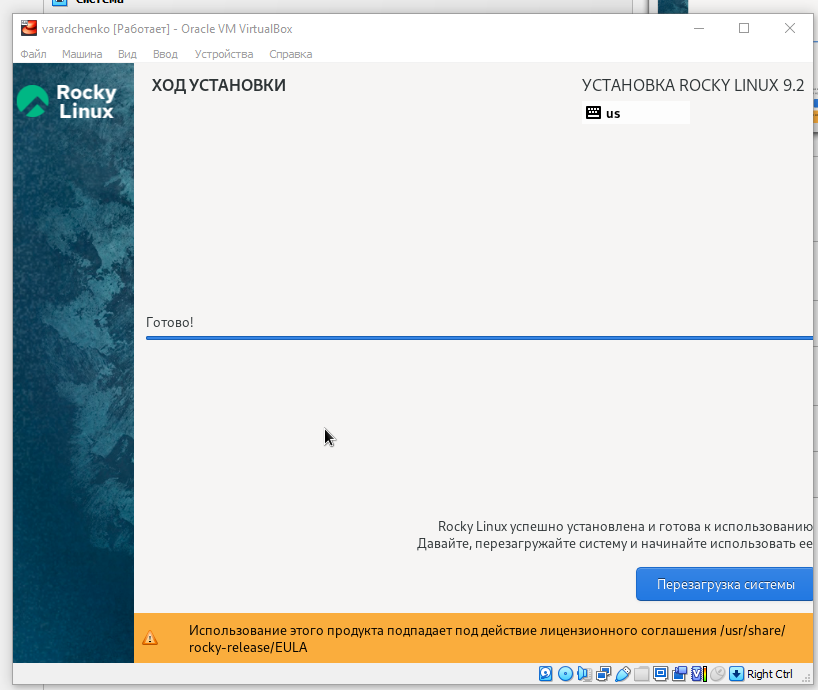 Система
varadchenko [Работает] - Oracle VM VirtualBox
Файл Машина Вид Ввод Устройства Справка
Rocky
Linux
ХОД УСТАНОВКИ
УСТАНОВКА ROCKY LINUX 9.2
us
Готово!
Rocky Linux успешно установлена и готова к использованию
Давайте, перезагружайте систему и начинайте использовать ее
Перезагрузка системы
Использование этого продукта подпадает под действие лицензионного соглашения /usr/share/
rocky-release/EULA
Right Ctrl